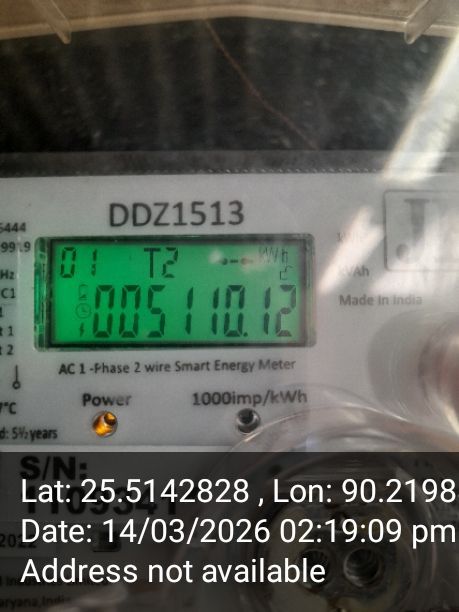 DDZ1513
01 T2 kWh
005110.12
kVAh
Made In India
AC 1 -Phase 2 wire Smart Energy Meter
Power 1000imp/kWh
S/N:
Lat: 25.5142828 , Lon: 90.2198
Date: 14/03/2026 02:19:09 pm
Address not available